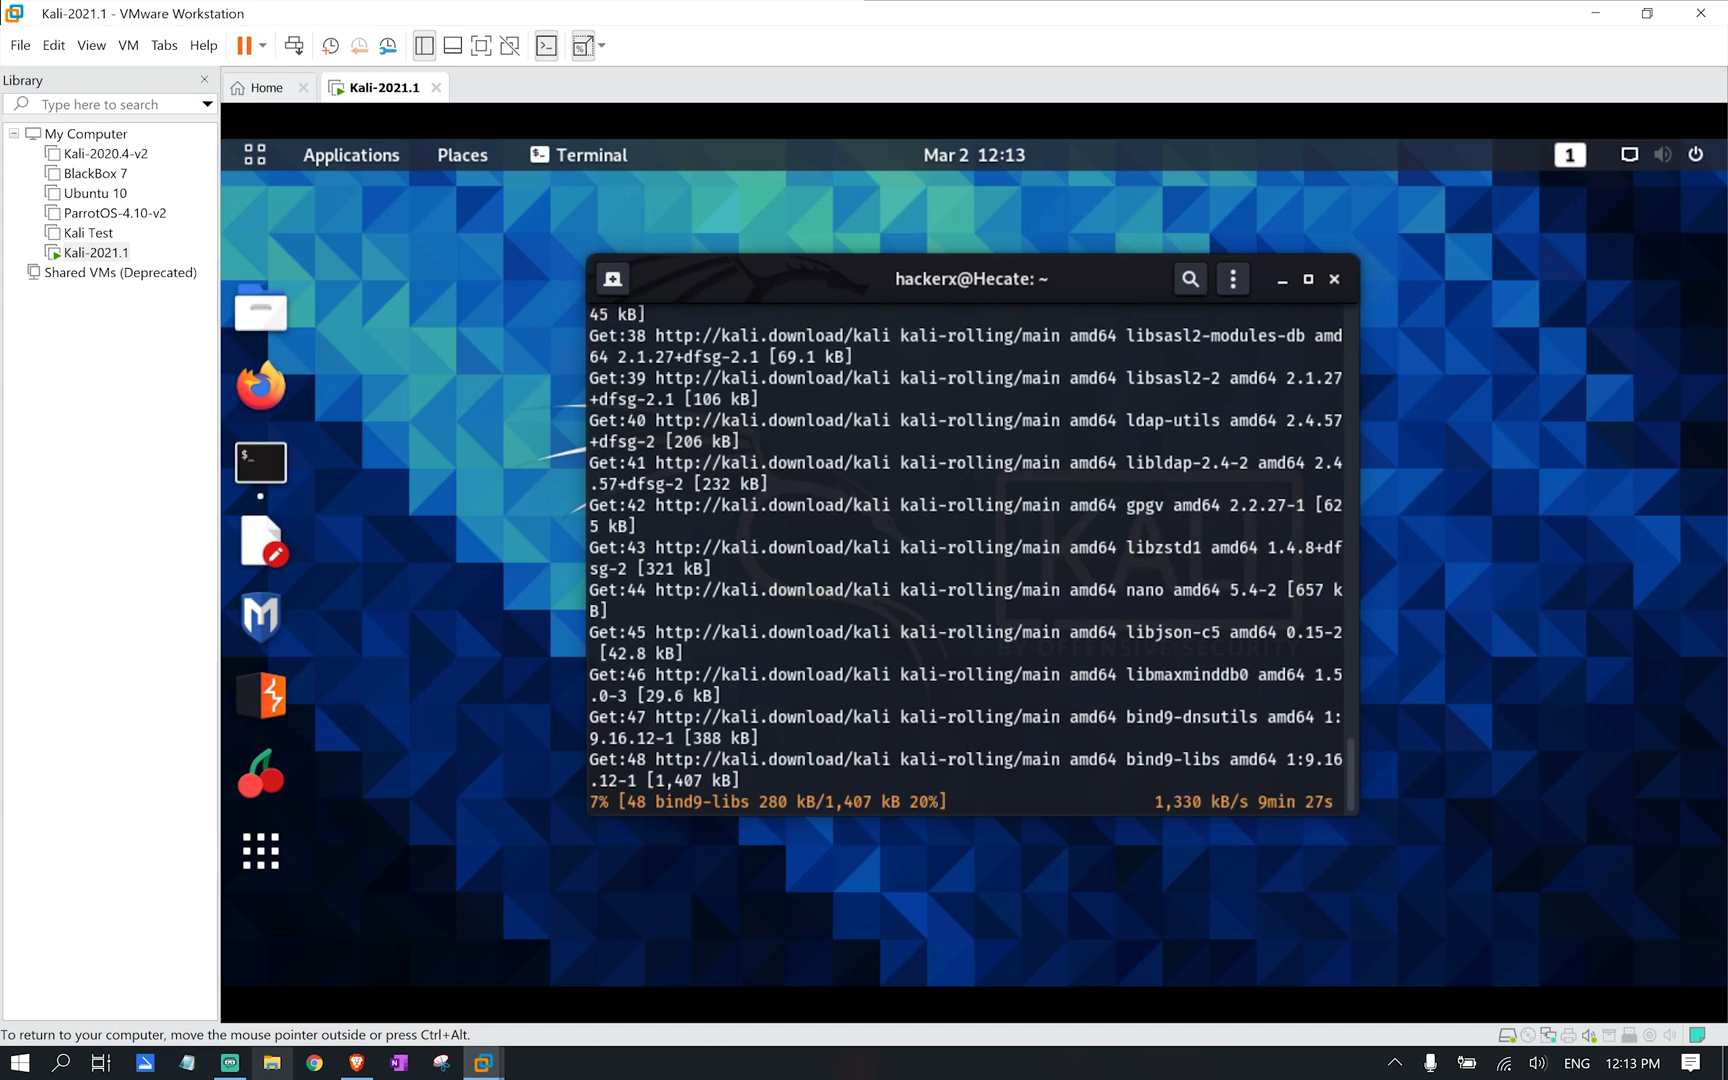 Kali-2021.1 - VMware Workstation
File Edit View VM Tabs Help
Library
Type here to search
Home
Kali-2021.1
My Computer
Kali-2020.4-v2
BlackBox 7
Ubuntu 10
ParrotOS-4.10-v2
Kali Test
Kali-2021.1
Shared VMs (Deprecated)
Applications Places $- Terminal Mar 2 12:13 1
hackerx@Hecate: ~
45 kB]
Get:38 http://kali.download/kali kali-rolling/main amd64 libsasl2-modules-db amd
64 2.1.27+dfsg-2.1 [69.1 kB]
Get:39 http://kali.download/kali kali-rolling/main amd64 libsasl2-2 amd64 2.1.27
+dfsg-2.1 [106 kB]
Get:40 http://kali.download/kali kali-rolling/main amd64 ldap-utils amd64 2.4.57
+dfsg-2 [206 kB]
Get:41 http://kali.download/kali kali-rolling/main amd64 libldap-2.4-2 amd64 2.4
.57+dfsg-2 [232 kB]
Get:42 http://kali.download/kali kali-rolling/main amd64 gpgv amd64 2.2.27-1 [62
5 kB]
Get:43 http://kali.download/kali kali-rolling/main amd64 libzstd1 amd64 1.4.8+df
sg-2 [321 kB]
Get:44 http://kali.download/kali kali-rolling/main amd64 nano amd64 5.4-2 [657 k
B]
Get:45 http://kali.download/kali kali-rolling/main amd64 libjson-c5 amd64 0.15-2
[42.8 kB]
Get:46 http://kali.download/kali kali-rolling/main amd64 libmaxminddb0 amd64 1.5
.0-3 [29.6 kB]
Get:47 http://kali.download/kali kali-rolling/main amd64 bind9-dnsutils amd64 1:
9.16.12-1 [388 kB]
Get:48 http://kali.download/kali kali-rolling/main amd64 bind9-libs amd64 1:9.16
.12-1 [1,407 kB]
7% [48 bind9-libs 280 kB/1,407 kB 20%] 1,330 kB/s 9min 27s
KALI
BY OFFENSIVE SECURITY
$_
To return to your computer, move the mouse pointer outside or press Ctrl+Alt.
ENG 12:13 PM